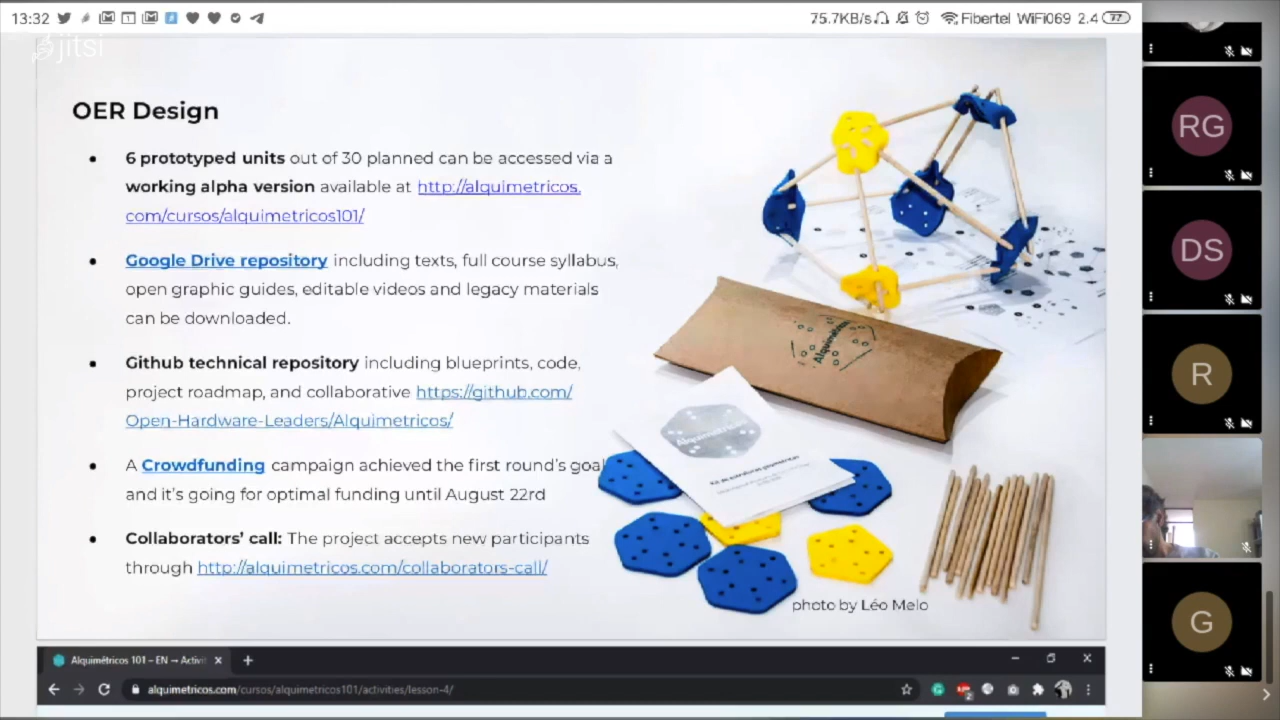 13:32
75.7KB/s
Fibertel WiFi069 2.4
77
jitsi
OER Design
6 prototyped units out of 30 planned can be accessed via a
working alpha version available at http://alquimetricos.
com/cursos/alquimetricos101/
Google Drive repository including texts, full course syllabus,
open graphic guides, editable videos and legacy materials
can be downloaded.
Github technical repository including blueprints, code,
project roadmap, and collaborative https://github.com/
Open-Hardware-Leaders/Alquimetricos/
A Crowdfunding campaign achieved the first round's goal
and it's going for optimal funding until August 22rd
Collaborators' call: The project accepts new participants
through http://alquimetricos.com/collaborators-call/
Alquimétricos
Alquimétricos
photo by Léo Melo
RG
DS
R
G
Alquimétricos 101 – EN → Activi
alquimetricos.com/cursos/alquimetricos101/activities/lesson-4/